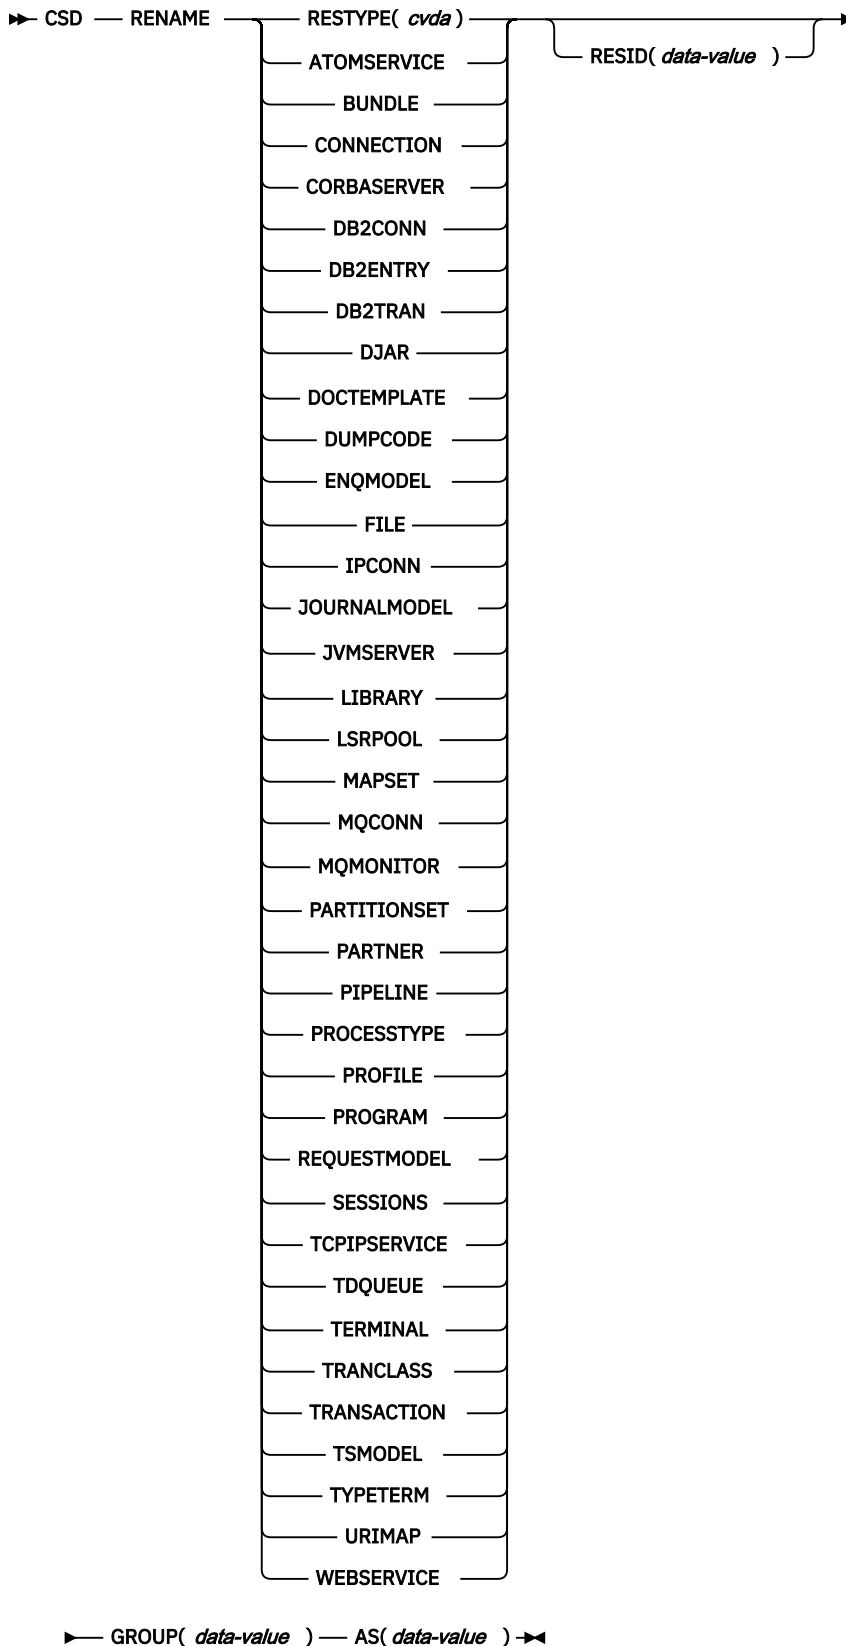 CSD RENAME RESTYPE( cvda )
ATOMSERVICE RESID( data-value )
BUNDLE
CONNECTION
CORBASERVER
DB2CONN
DB2ENTRY
DB2TRAN
DJAR
DOCTEMPLATE
DUMPCODE
ENQMODEL
FILE
IPCONN
JOURNALMODEL
JVMSERVER
LIBRARY
LSRPOOL
MAPSET
MQCONN
MQMONITOR
PARTITIONSET
PARTNER
PIPELINE
PROCESSTYPE
PROFILE
PROGRAM
REQUESTMODEL
SESSIONS
TCPIPSERVICE
TDQUEUE
TERMINAL
TRANCLASS
TRANSACTION
TSMODEL
TYPETERM
URIMAP
WEBSERVICE
GROUP( data-value ) AS( data-value )